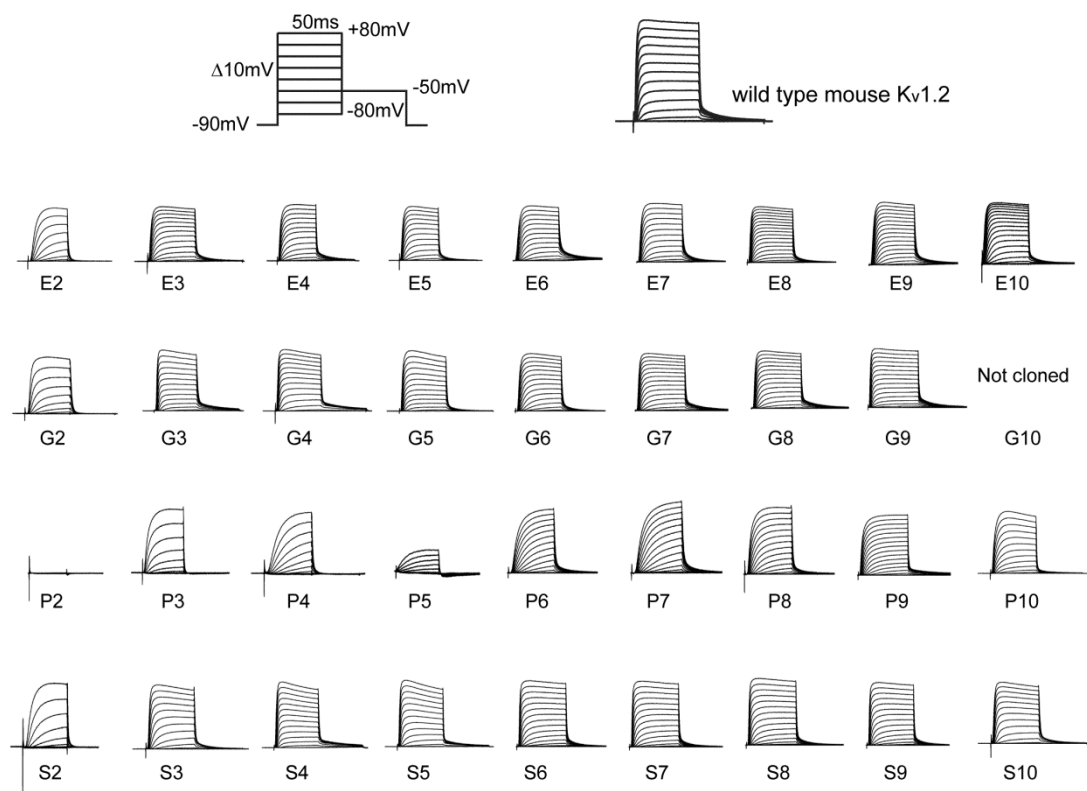 50ms
+80mV
Δ10mV
-50mV
-80mV
-90mV
wild type mouse Kv1.2
E2 E3 E4 E5 E6 E7 E8 E9 E10
Not cloned
G2 G3 G4 G5 G6 G7 G8 G9 G10
P2 P3 P4 P5 P6 P7 P8 P9 P10
S2 S3 S4 S5 S6 S7 S8 S9 S10